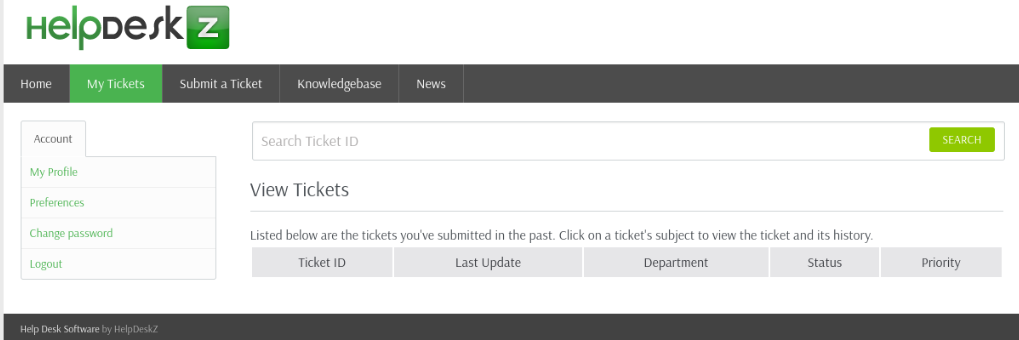 HelpDesk Z
Home My Tickets Submit a Ticket Knowledgebase News
Account
My Profile
Preferences
Change password
Logout
Search Ticket ID SEARCH
View Tickets
Listed below are the tickets you've submitted in the past. Click on a ticket's subject to view the ticket and its history.
Ticket ID Last Update Department Status Priority
Help Desk Software by HelpDeskZ